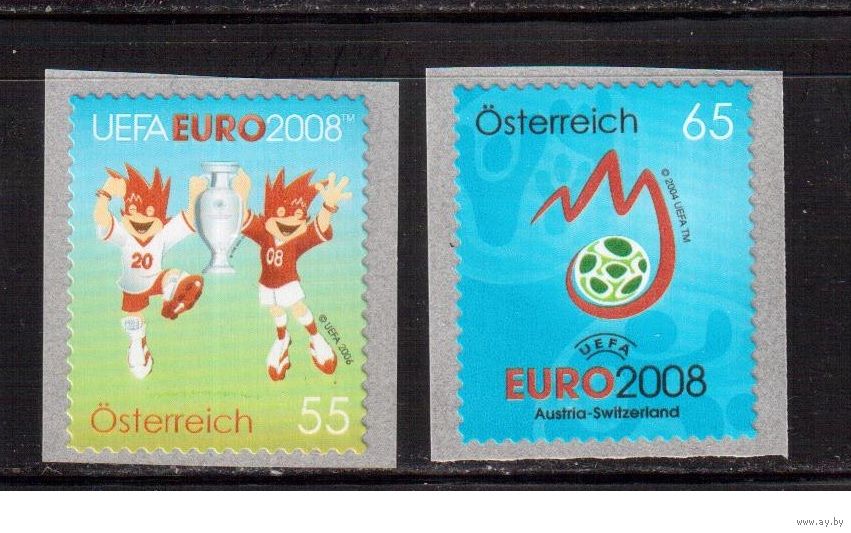 UEFA EURO2008™
20
08
© UEFA 2006
Österreich 55
Österreich 65
© 2004 UEFA TM
UEFA
EURO2008
Austria-Switzerland
www.ay.by